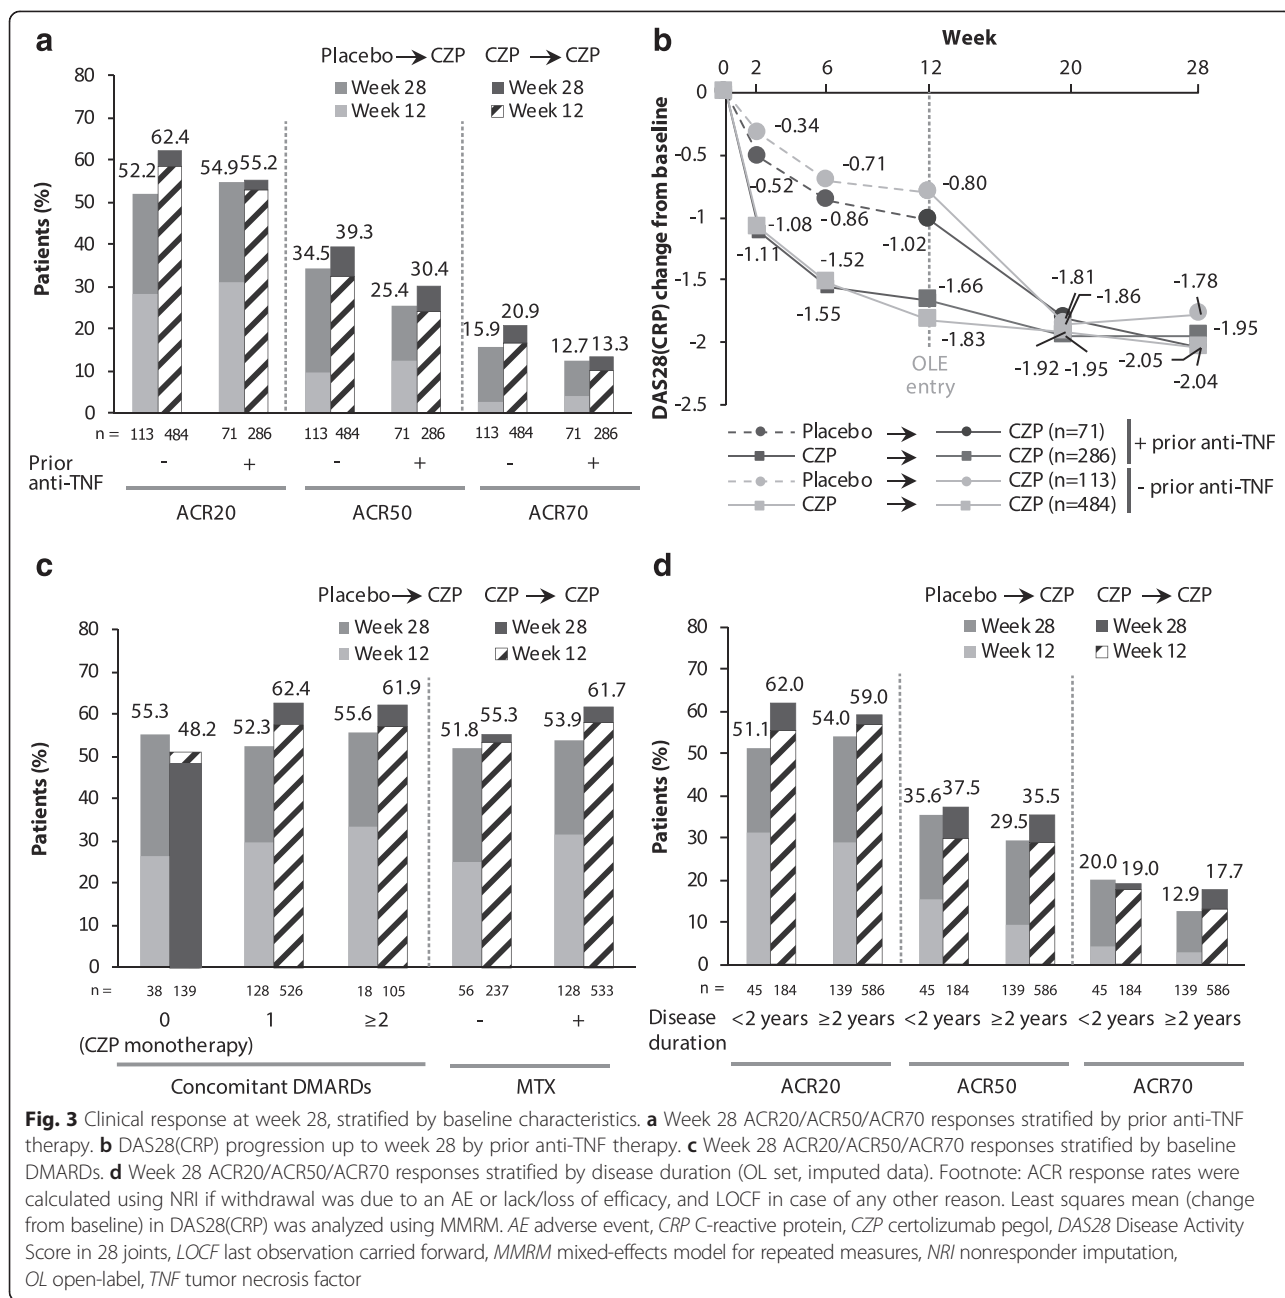 a
Placebo → CZP CZP → CZP
Week 28 Week 28
Week 12 Week 12
Patients (%)
80
70
60
50
40
30
20
10
0
52.2 62.4 54.9 55.2
34.5 39.3 25.4 30.4
15.9 20.9 12.7 13.3
n = 113 484 71 286 113 484 71 286 113 484 71 286
Prior - + - + - +
anti-TNF
ACR20 ACR50 ACR70
b
Week
0 2 6 12 20 28
DAS28(CRP) change from baseline
0
-0.5
-1
-1.5
-2
-2.5
-0.34
-0.71
-0.80
-0.52
-0.86
-1.02
-1.08
-1.11
-1.52
-1.55
-1.66
-1.83
-1.81
-1.86
-1.92
-1.95
-1.78
-1.95
-2.05
-2.04
OLE
entry
Placebo → CZP (n=71)
CZP → CZP (n=286)
+ prior anti-TNF
Placebo → CZP (n=113)
CZP → CZP (n=484)
- prior anti-TNF
c
Placebo → CZP CZP → CZP
Week 28 Week 28
Week 12 Week 12
Patients (%)
80
70
60
50
40
30
20
10
0
55.3 48.2 52.3 62.4 55.6 61.9 51.8 55.3 53.9 61.7
n = 38 139 128 526 18 105 56 237 128 533
0 1 ≥2 - +
(CZP monotherapy)
Concomitant DMARDs MTX
d
Placebo → CZP CZP → CZP
Week 28 Week 28
Week 12 Week 12
Patients (%)
80
70
60
50
40
30
20
10
0
51.1 62.0 54.0 59.0
35.6 37.5 29.5 35.5
20.0 19.0 12.9 17.7
n = 45 184 139 586 45 184 139 586 45 184 139 586
Disease <2 years ≥2 years <2 years ≥2 years <2 years ≥2 years
duration
ACR20 ACR50 ACR70
Fig. 3 Clinical response at week 28, stratified by baseline characteristics. a Week 28 ACR20/ACR50/ACR70 responses stratified by prior anti-TNF
therapy. b DAS28(CRP) progression up to week 28 by prior anti-TNF therapy. c Week 28 ACR20/ACR50/ACR70 responses stratified by baseline
DMARDs. d Week 28 ACR20/ACR50/ACR70 responses stratified by disease duration (OL set, imputed data). Footnote: ACR response rates were
calculated using NRI if withdrawal was due to an AE or lack/loss of efficacy, and LOCF in case of any other reason. Least squares mean (change
from baseline) in DAS28(CRP) was analyzed using MMRM. AE adverse event, CRP C-reactive protein, CZP certolizumab pegol, DAS28 Disease Activity
Score in 28 joints, LOCF last observation carried forward, MMRM mixed-effects model for repeated measures, NRI nonresponder imputation,
OL open-label, TNF tumor necrosis factor